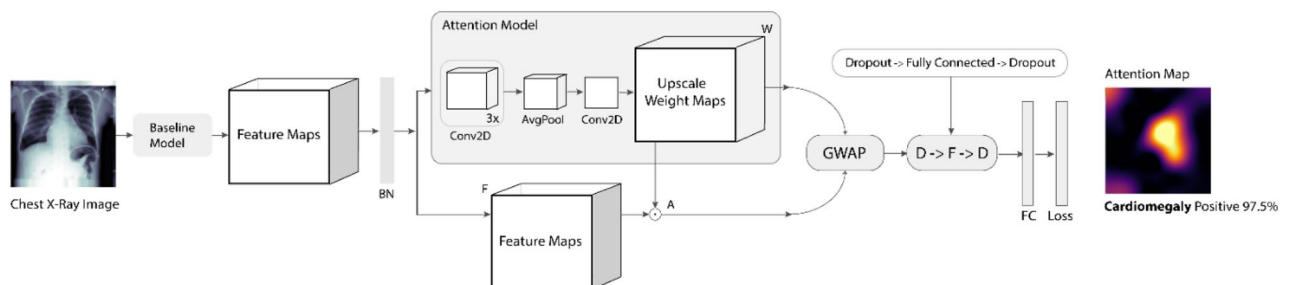 Attention Model
W
Dropout -> Fully Connected -> Dropout
Attention Map
Baseline
Model
Feature Maps
3x
Conv2D
AvgPool
Conv2D
Upscale
Weight Maps
BN
GWAP
D -> F -> D
Chest X-Ray Image
F
Feature Maps
A
FC
Loss
Cardiomegaly Positive 97.5%